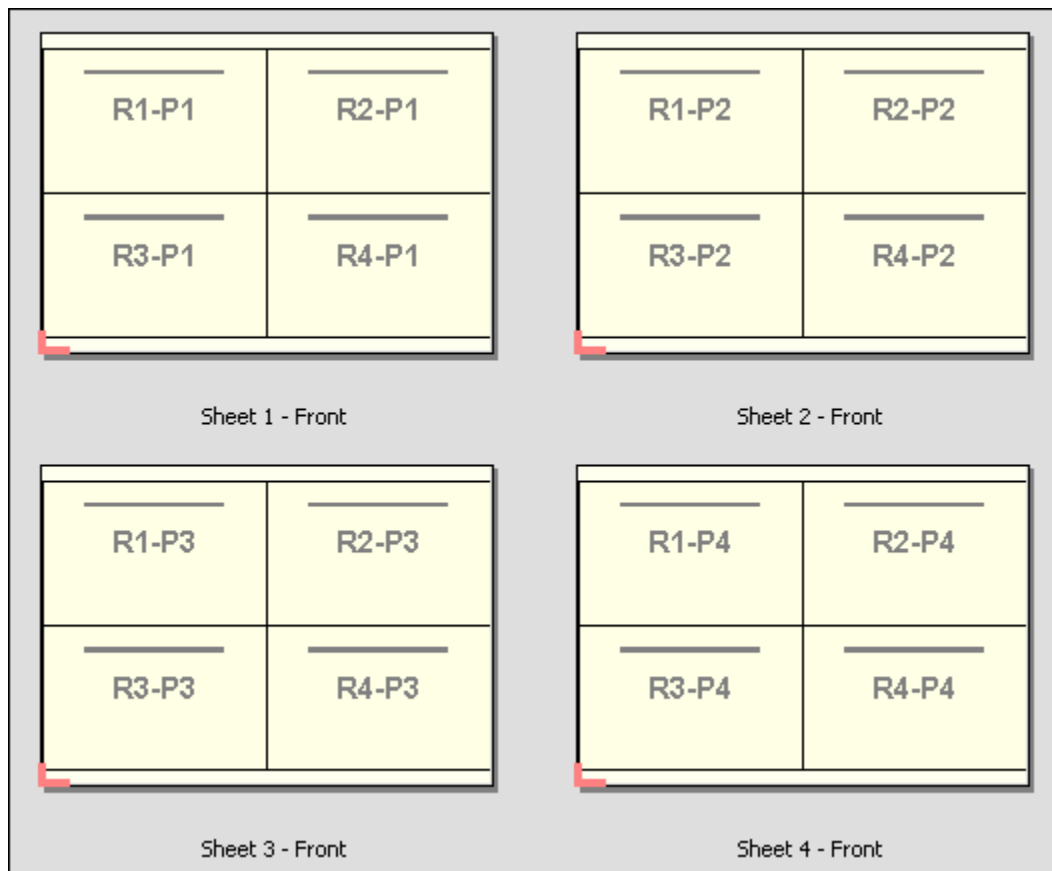 R1-P1 R2-P1
R3-P1 R4-P1
Sheet 1 - Front
R1-P2 R2-P2
R3-P2 R4-P2
Sheet 2 - Front
R1-P3 R2-P3
R3-P3 R4-P3
Sheet 3 - Front
R1-P4 R2-P4
R3-P4 R4-P4
Sheet 4 - Front